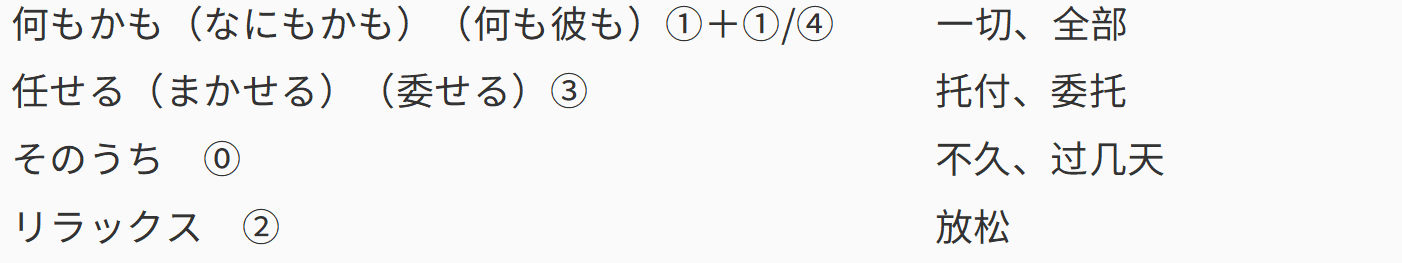 何もかも（なにもかも）（何も彼も）①＋①/④　　一切、全部
任せる（まかせる）（委せる）③　　托付、委托
そのうち　⓪　　不久、过几天
リラックス　②　　放松